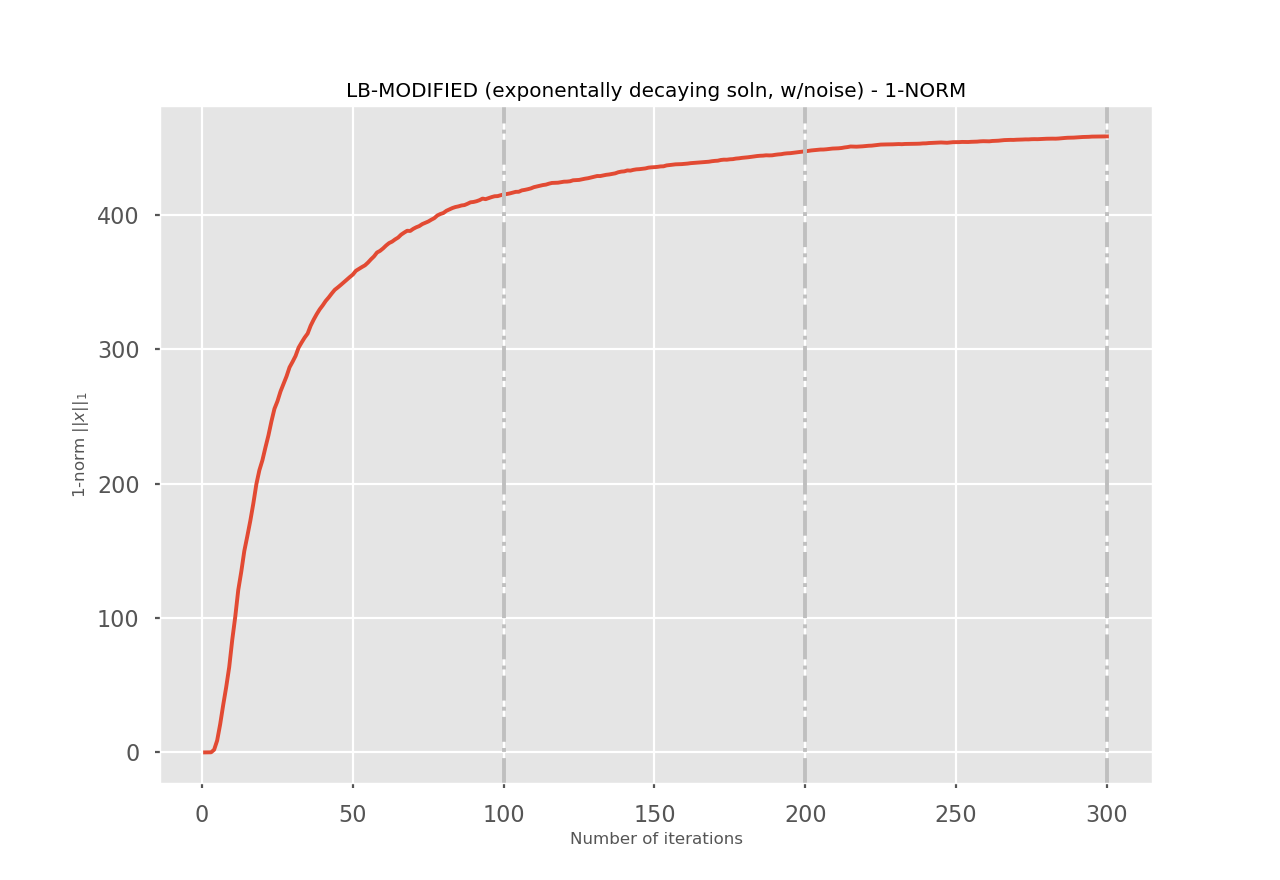 LB-MODIFIED (exponentially decaying soln, w/noise) - 1-NORM
1-norm ||x||₁
400
300
200
100
0
0 50 100 150 200 250 300
Number of iterations